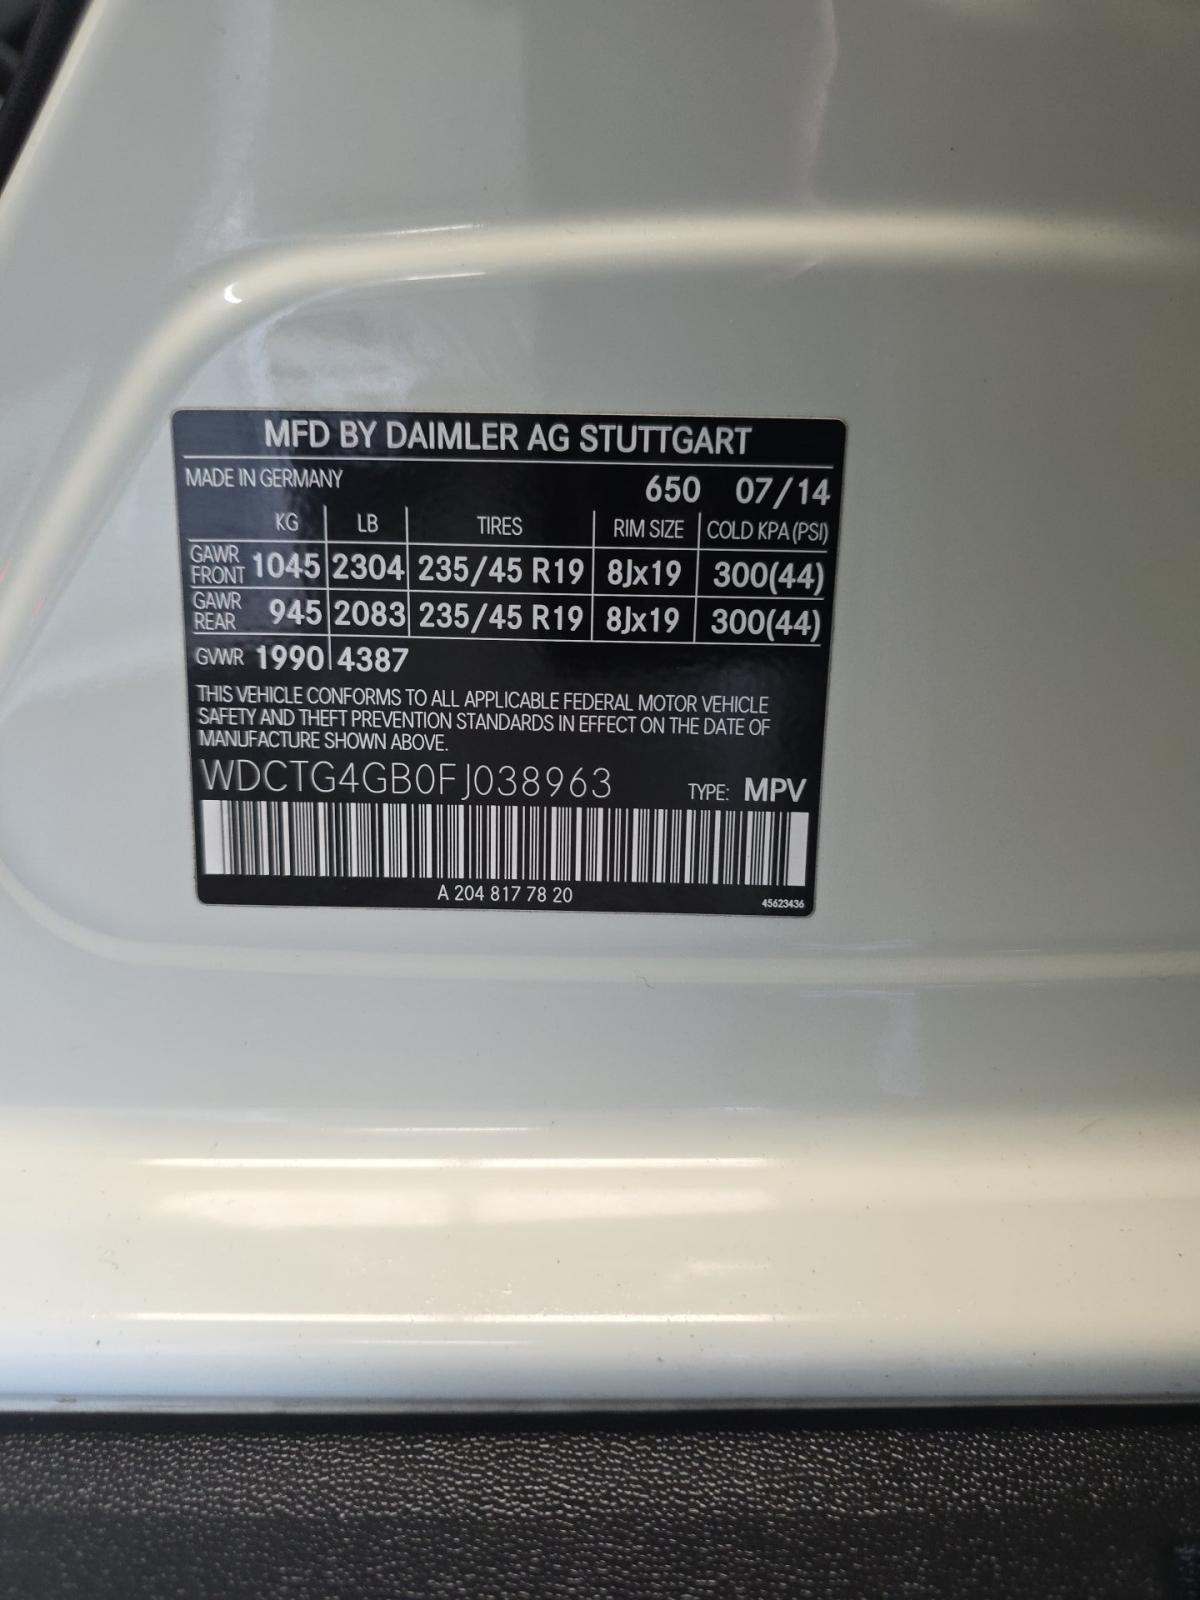 MFD BY DAIMLER AG STUTTGART
MADE IN GERMANY 650 07/14
KG LB TIRES RIM SIZE COLD KPA (PSI)
GAWR FRONT 1045 2304 235/45 R19 8Jx19 300(44)
GAWR REAR 945 2083 235/45 R19 8Jx19 300(44)
GVWR 1990 4387
THIS VEHICLE CONFORMS TO ALL APPLICABLE FEDERAL MOTOR VEHICLE
SAFETY AND THEFT PREVENTION STANDARDS IN EFFECT ON THE DATE OF
MANUFACTURE SHOWN ABOVE.
WDCTG4GB0FJ038963 TYPE: MPV
A 204 817 78 20
45623436